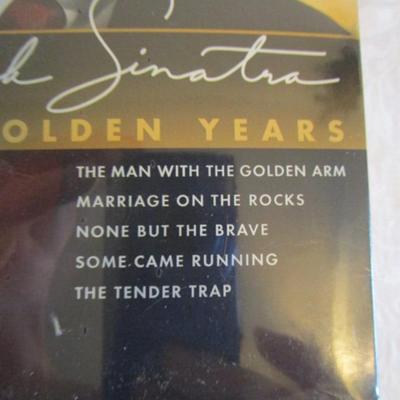 k Sinatra
OLDEN YEARS
THE MAN WITH THE GOLDEN ARM
MARRIAGE ON THE ROCKS
NONE BUT THE BRAVE
SOME CAME RUNNING
THE TENDER TRAP